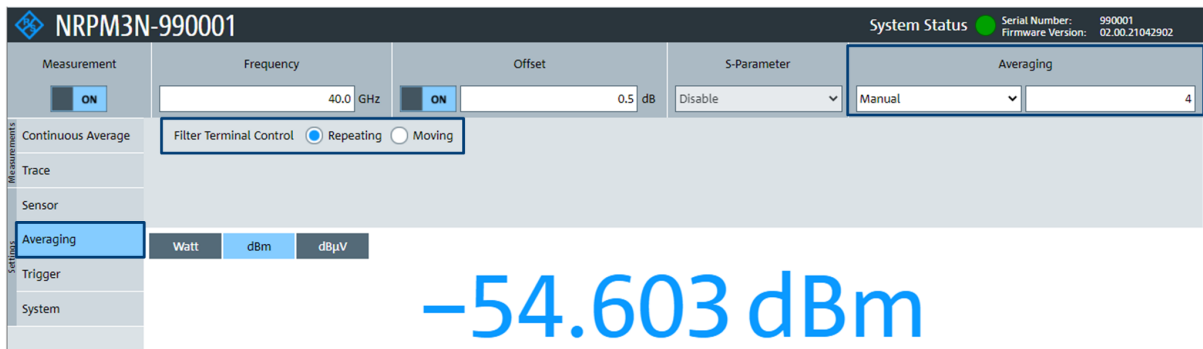 NRPM3N-990001
System Status
Serial Number: 990001
Firmware Version: 02.00.21042902
Measurement
ON
Frequency
40.0 GHz
Offset
ON
0.5 dB
S-Parameter
Disable
Averaging
Manual
4
Measurements
Continuous Average
Trace
Settings
Sensor
Averaging
Trigger
System
Filter Terminal Control Repeating Moving
Watt dBm dBµV
−54.603 dBm